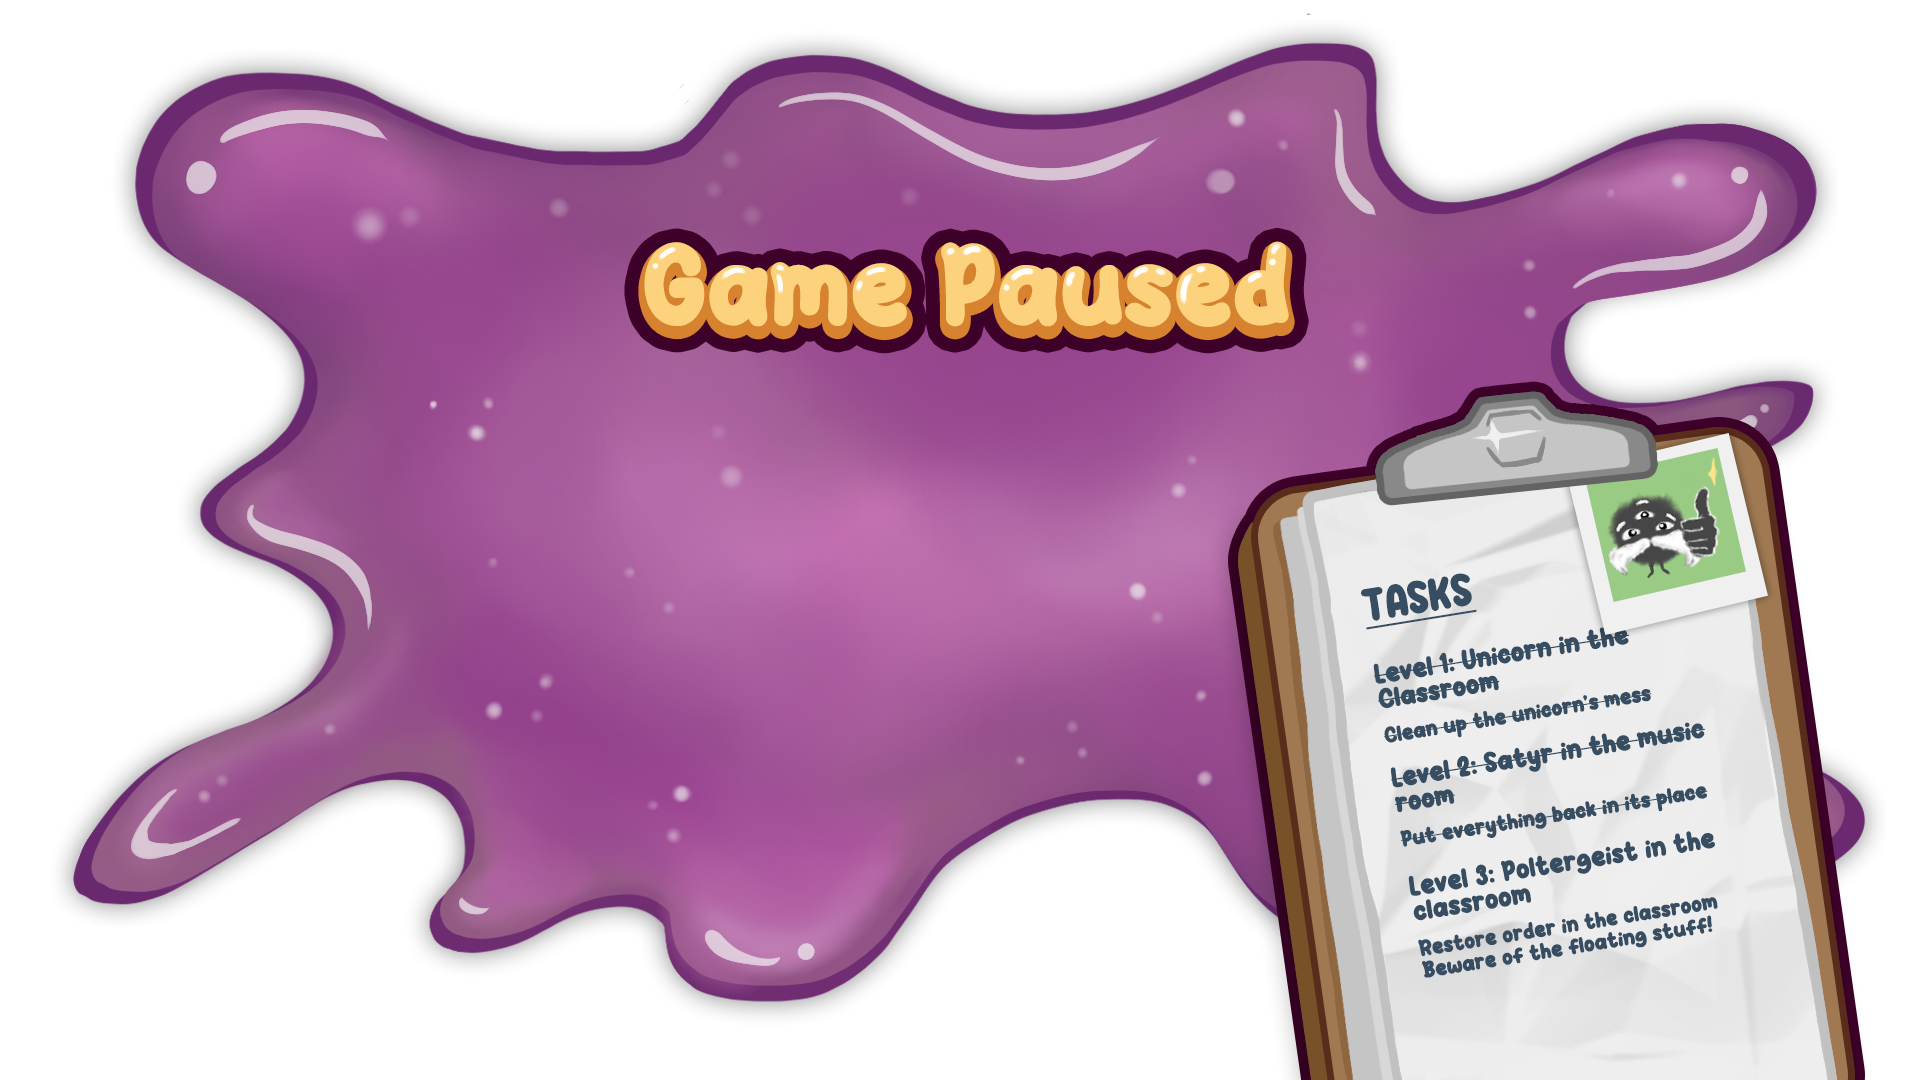 Game Paused
TASKS
Level 1: Unicorn in the
Classroom
Clean up the unicorn's mess
Level 2: Satyr in the music
room
Put everything back in its place
Level 3: Poltergeist in the
classroom
Restore order in the classroom
Beware of the floating stuff!